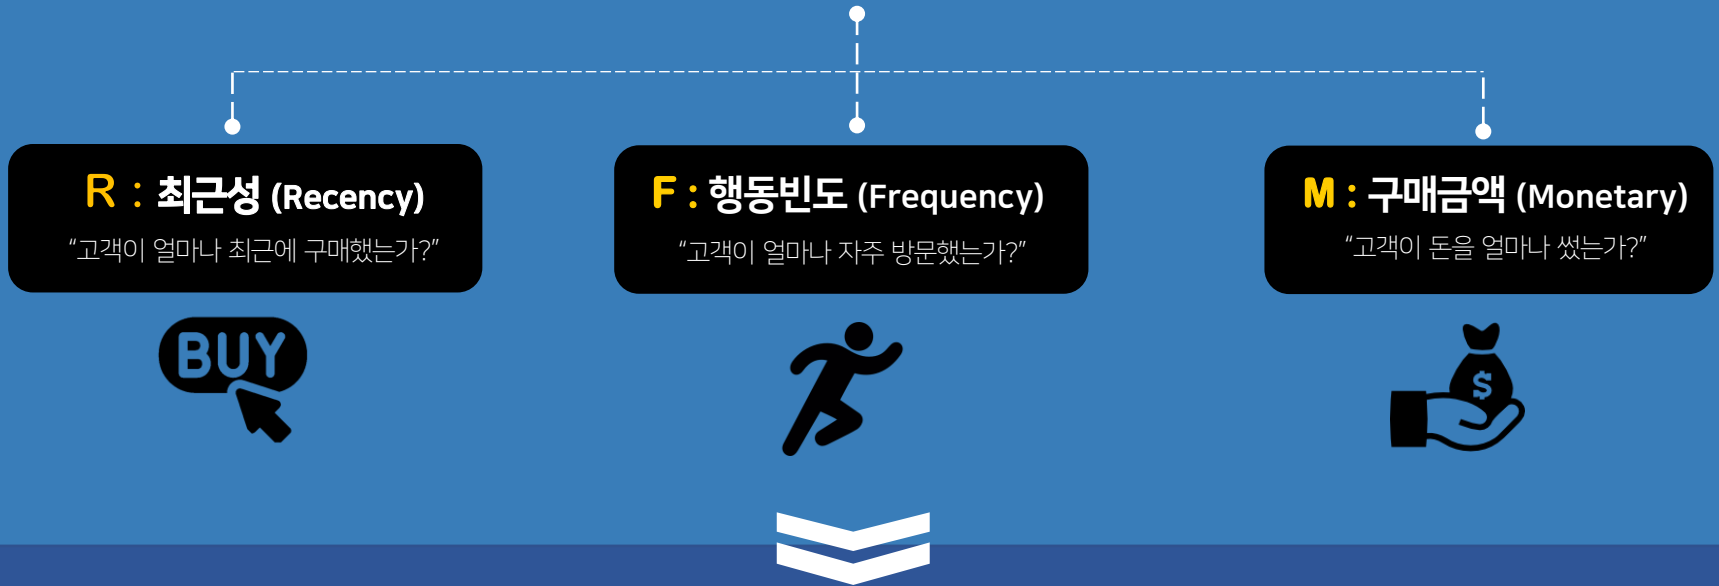 R : 최근성 (Recency)
“고객이 얼마나 최근에 구매했는가?”
F : 행동빈도 (Frequency)
“고객이 얼마나 자주 방문했는가?”
M : 구매금액 (Monetary)
“고객이 돈을 얼마나 썼는가?”
BUY
$